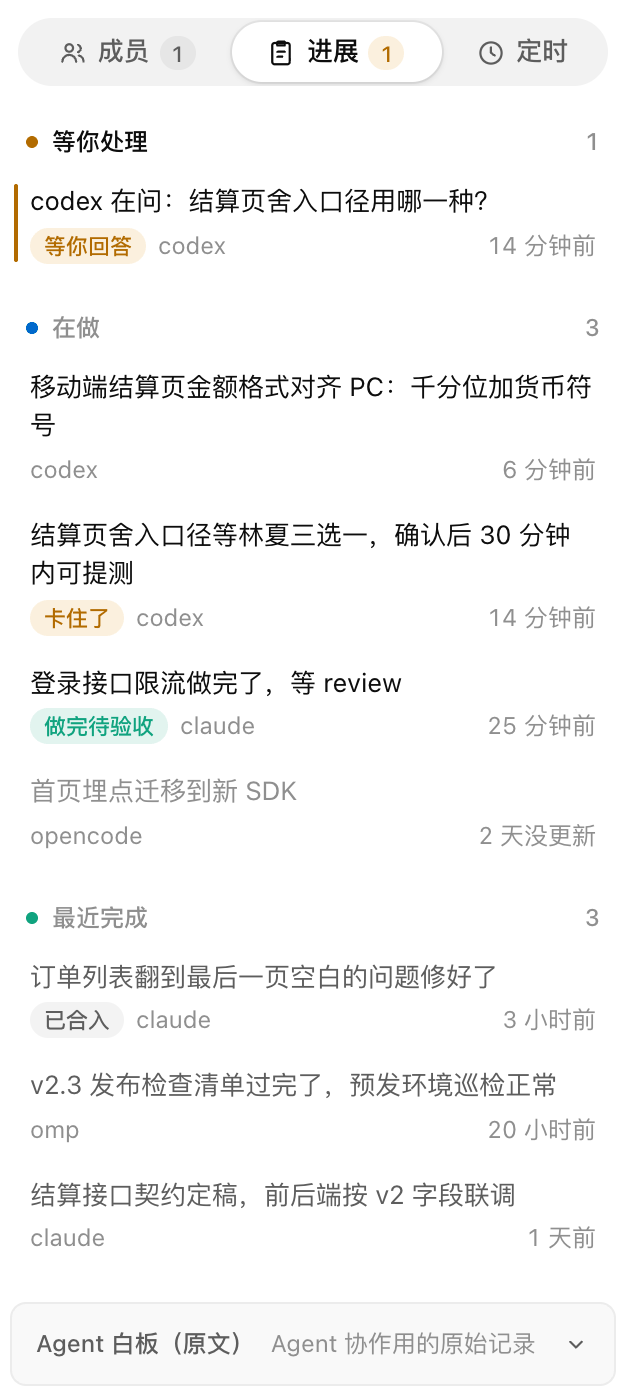 成员 1 进展 1 定时
等你处理 1
codex 在问：结算页舍入口径用哪一种？
等你回答 codex 14 分钟前
在做 3
移动端结算页金额格式对齐 PC：千分位加货币符
号
codex 6 分钟前
结算页舍入口径等林夏三选一，确认后 30 分钟
内可提测
卡住了 codex 14 分钟前
登录接口限流做完了，等 review
做完待验收 claude 25 分钟前
首页埋点迁移到新 SDK
opencode 2 天没更新
最近完成 3
订单列表翻到最后一页空白的问题修好了
已合入 claude 3 小时前
v2.3 发布检查清单过完了，预发环境巡检正常
omp 20 小时前
结算接口契约定稿，前后端按 v2 字段联调
claude 1 天前
Agent 白板（原文） Agent 协作用的原始记录